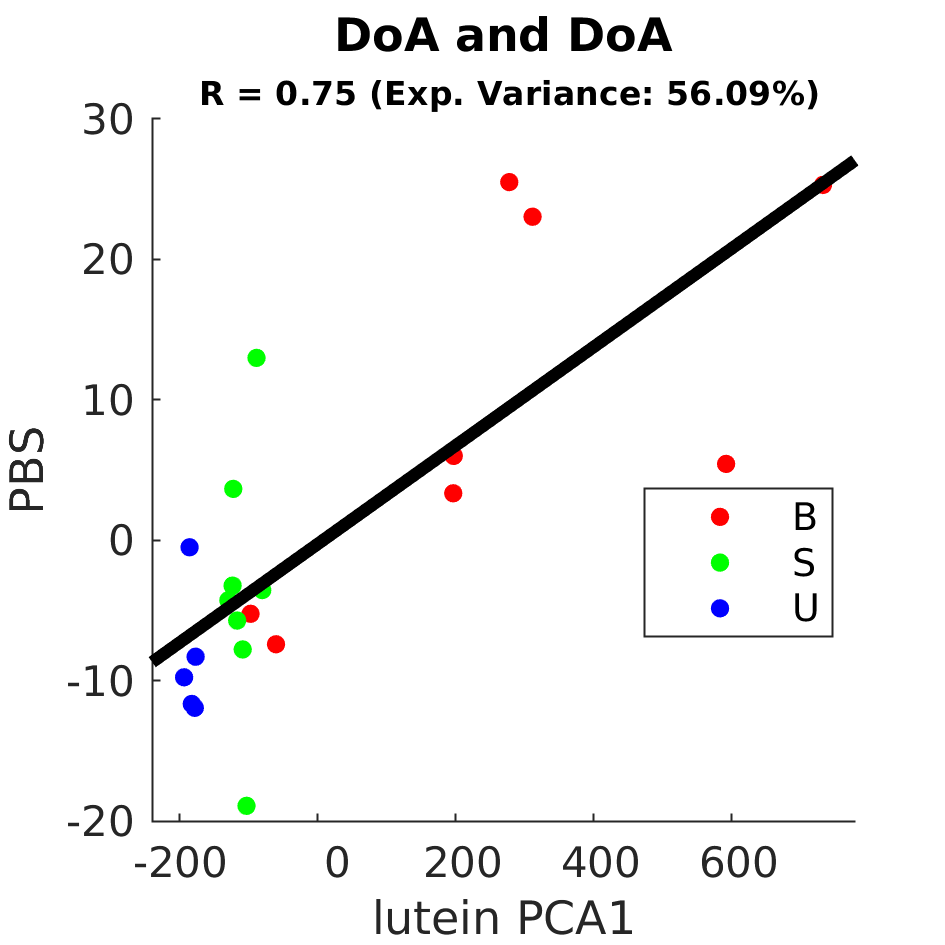 DoA and DoA
R = 0.75 (Exp. Variance: 56.09%)
30
20
10
0
-10
-20
PBS
B
S
U
-200 0 200 400 600
lutein PCA1